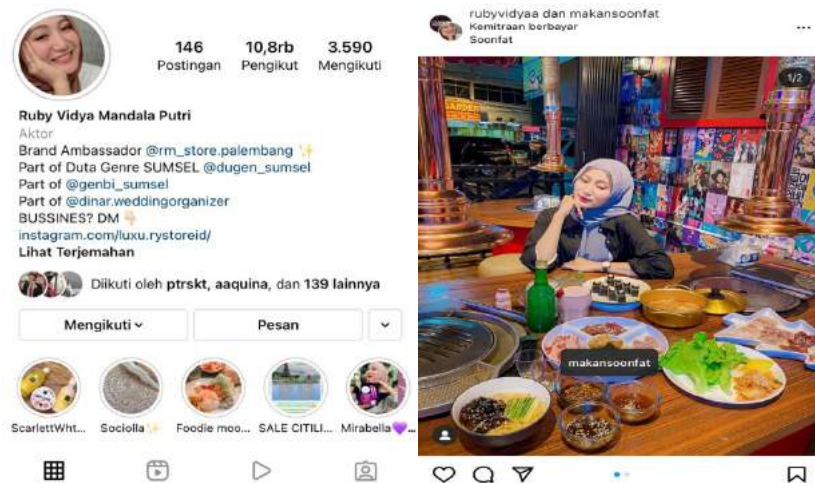 146 10,8rb 3.590
Postingan Pengikut Mengikuti
Ruby Vidya Mandala Putri
Aktor
Brand Ambassador @rm_store.palembang
Part of Duta Genre SUMSEL @dugen_sumsel
Part of @genbi_sumsel
Part of @dinar.weddingorganizer
BUSSINES? DM
instagram.com/luxu.rystoreid/
Lihat Terjemahan
Diikuti oleh ptrskt, aaquina, dan 139 lainnya
Mengikuti Pesan
ScarlettWht... Sociolla Foodie moo... SALE CITILI... Mirabella...
rubyvidyaa dan makansoonfat
Kemitraan berbayar
Soonfat
1/2
GARDEN
makansoonfat